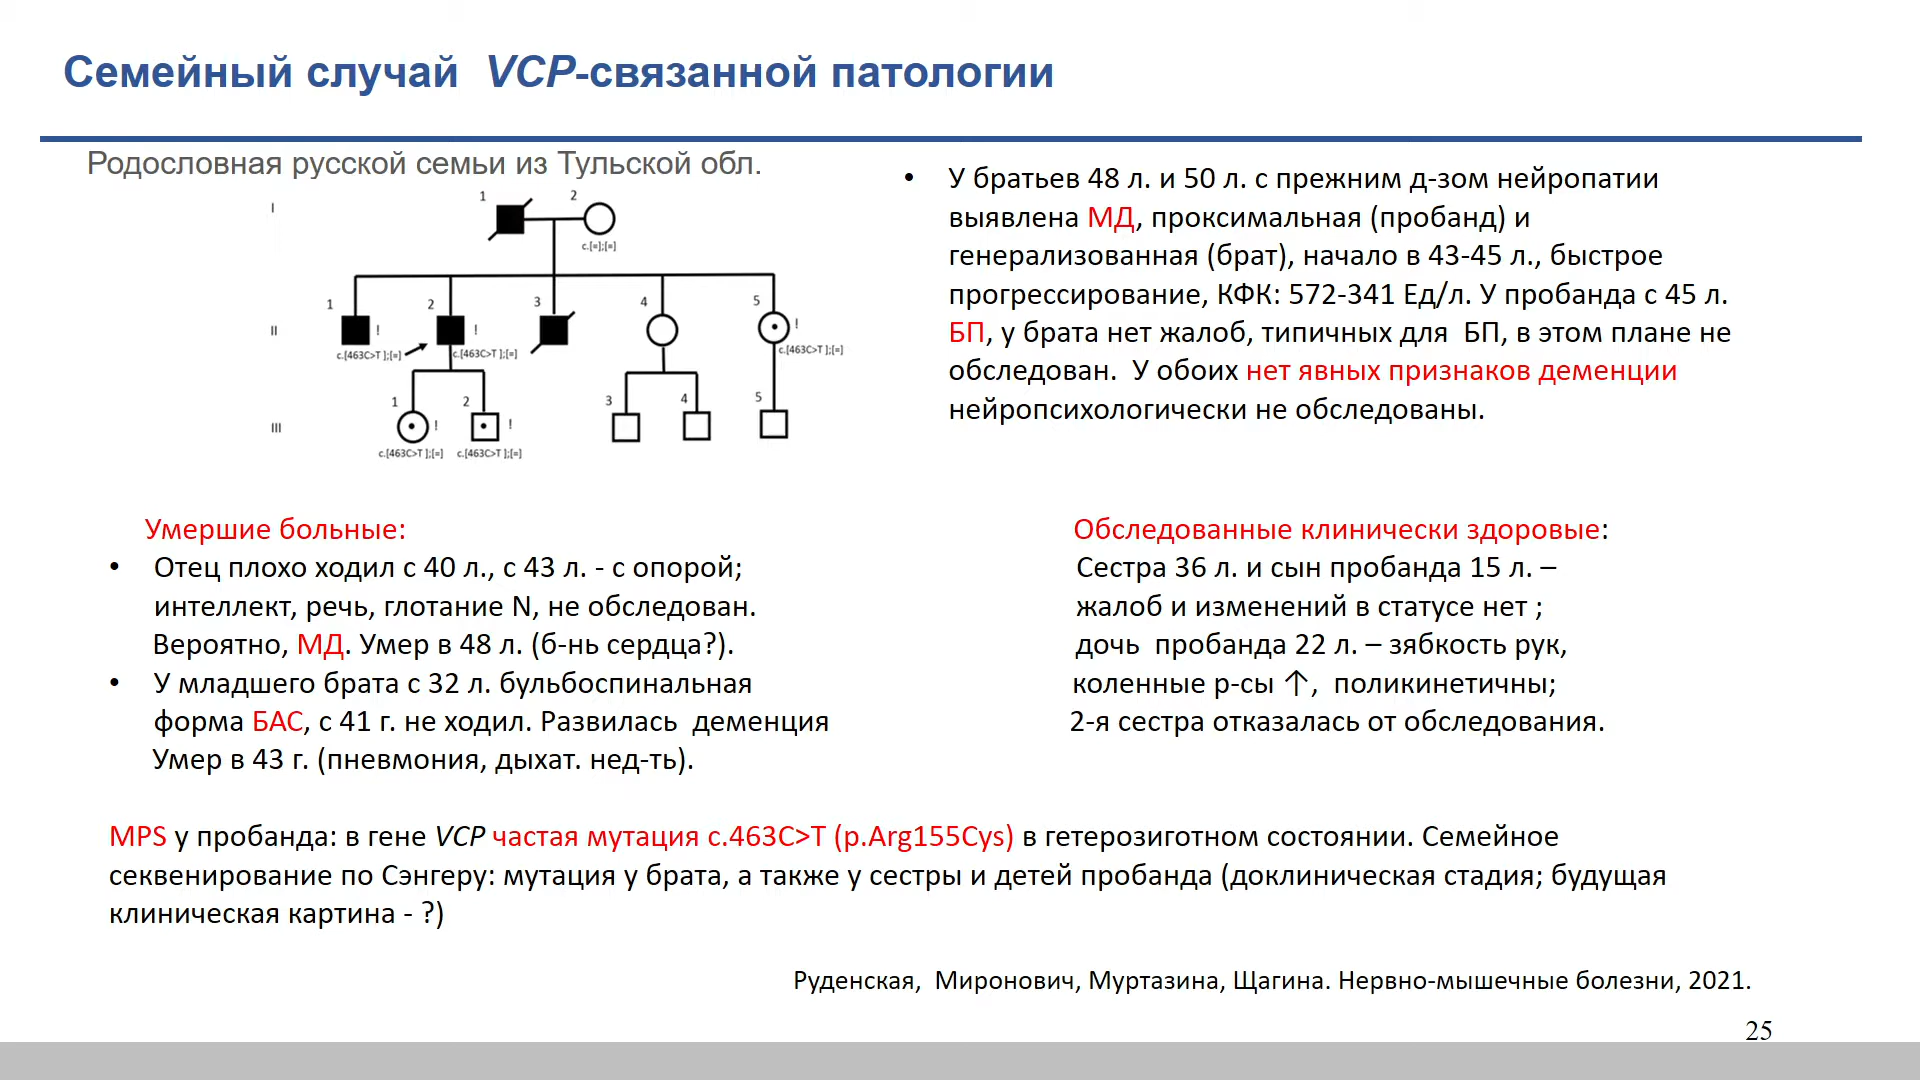 Семейный случай VCP-связанной патологии
Родословная русской семьи из Тульской обл.
I
1
2
c.[=];[=]
II
1
2
3
4
5
!
!
!
c.[463C>T ];[=]
c.[463C>T ];[=]
c.[463C>T ];[=]
III
1
2
3
4
5
!
!
c.[463C>T ];[=]
c.[463C>T ];[=]
• У братьев 48 л. и 50 л. с прежним д-зом нейропатии
выявлена МД, проксимальная (пробанд) и
генерализованная (брат), начало в 43-45 л., быстрое
прогрессирование, КФК: 572-341 Ед/л. У пробанда с 45 л.
БП, у брата нет жалоб, типичных для БП, в этом плане не
обследован. У обоих нет явных признаков деменции
нейропсихологически не обследованы.
Умершие больные:
• Отец плохо ходил с 40 л., с 43 л. - с опорой;
интеллект, речь, глотание N, не обследован.
Вероятно, МД. Умер в 48 л. (б-нь сердца?).
• У младшего брата с 32 л. бульбоспинальная
форма БАС, с 41 г. не ходил. Развилась деменция
Умер в 43 г. (пневмония, дыхат. нед-ть).
Обследованные клинически здоровые:
Сестра 36 л. и сын пробанда 15 л. –
жалоб и изменений в статусе нет ;
дочь пробанда 22 л. – зябкость рук,
коленные р-сы ↑, поликинетичны;
2-я сестра отказалась от обследования.
MPS у пробанда: в гене VCP частая мутация c.463C>T (p.Arg155Cys) в гетерозиготном состоянии. Семейное
секвенирование по Сэнгеру: мутация у брата, а также у сестры и детей пробанда (доклиническая стадия; будущая
клиническая картина - ?)
Руденская, Миронович, Муртазина, Щагина. Нервно-мышечные болезни, 2021.
25